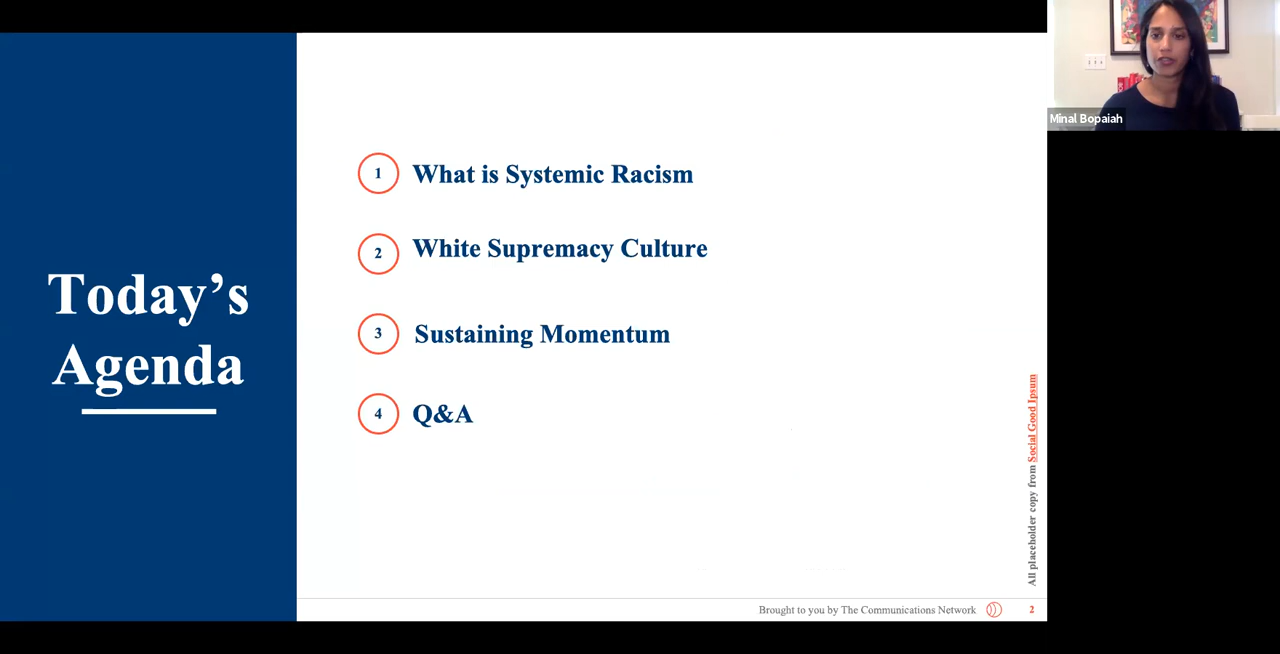 Today’s
Agenda
1 What is Systemic Racism
2 White Supremacy Culture
3 Sustaining Momentum
4 Q&A
All placeholder copy from Social Good Ipsum
Brought to you by The Communications Network
2
Minal Bopaiah